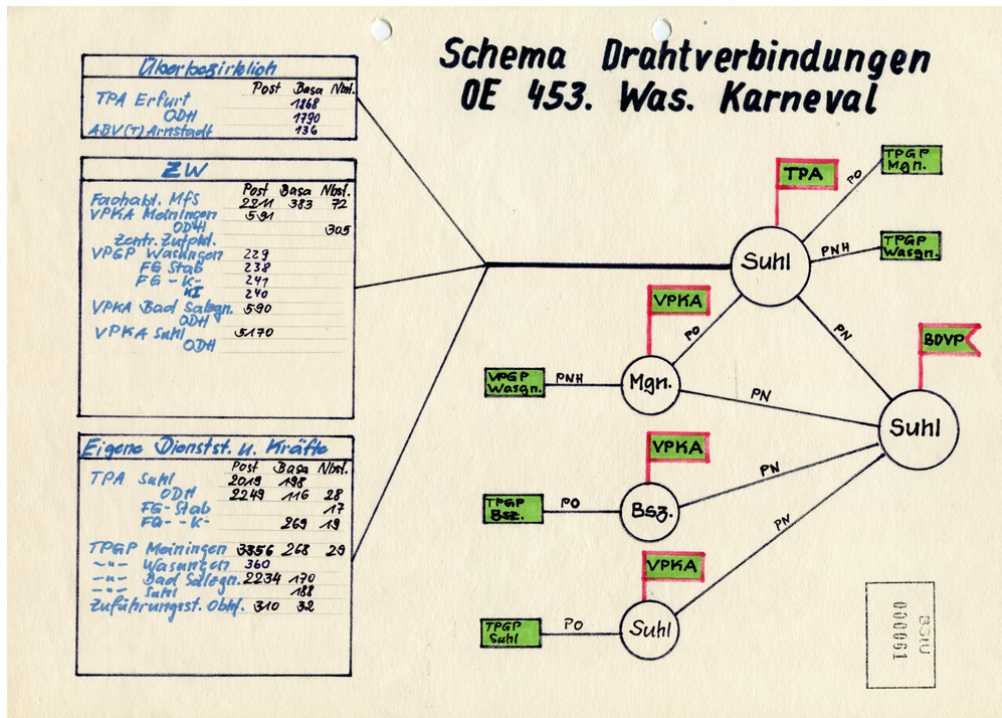 Schema Drahtverbindungen
OE 453. Was. Karneval
Überbezirklich
Post Basa Nbst.
TPA Erfurt 1868
ODH 1790
ABV(T) Arnstadt 136
ZW
Post Basa Nbst.
Fachabt. MfS 2211 383 72
VPKA Meiningen 591
ODH 305
Zentr. Zufpkt.
VPGP Wasungen 229
FG Stab 238
FG - K- 241
KI 240
VPKA Bad Salzgn. 590
ODH
VPKA Suhl 5170
ODH
Eigene Dienstst. u. Kräfte
Post Basa Nbst.
TPA Suhl 2019 198
ODH 2249 116 28
FG-Stab 17
FG- -K- 269 19
TPGP Meiningen 3356 268 29
-"- Wasungen 360
-"- Bad Salzgn. 2234 170
-"- Suhl 188
Zuführungsst. Obhf. 310 32
TPA
Suhl
PO
TPGP
Mgn.
PNH
TPGP
Wasgn.
VPKA
PO
Mgn.
PNH
VPGP
Wasgn.
PN
PN
BDVP
Suhl
VPKA
Bsz.
PO
TPGP
Bsz.
PN
VPKA
Suhl
PO
TPGP
Suhl
PN
BStU
000061